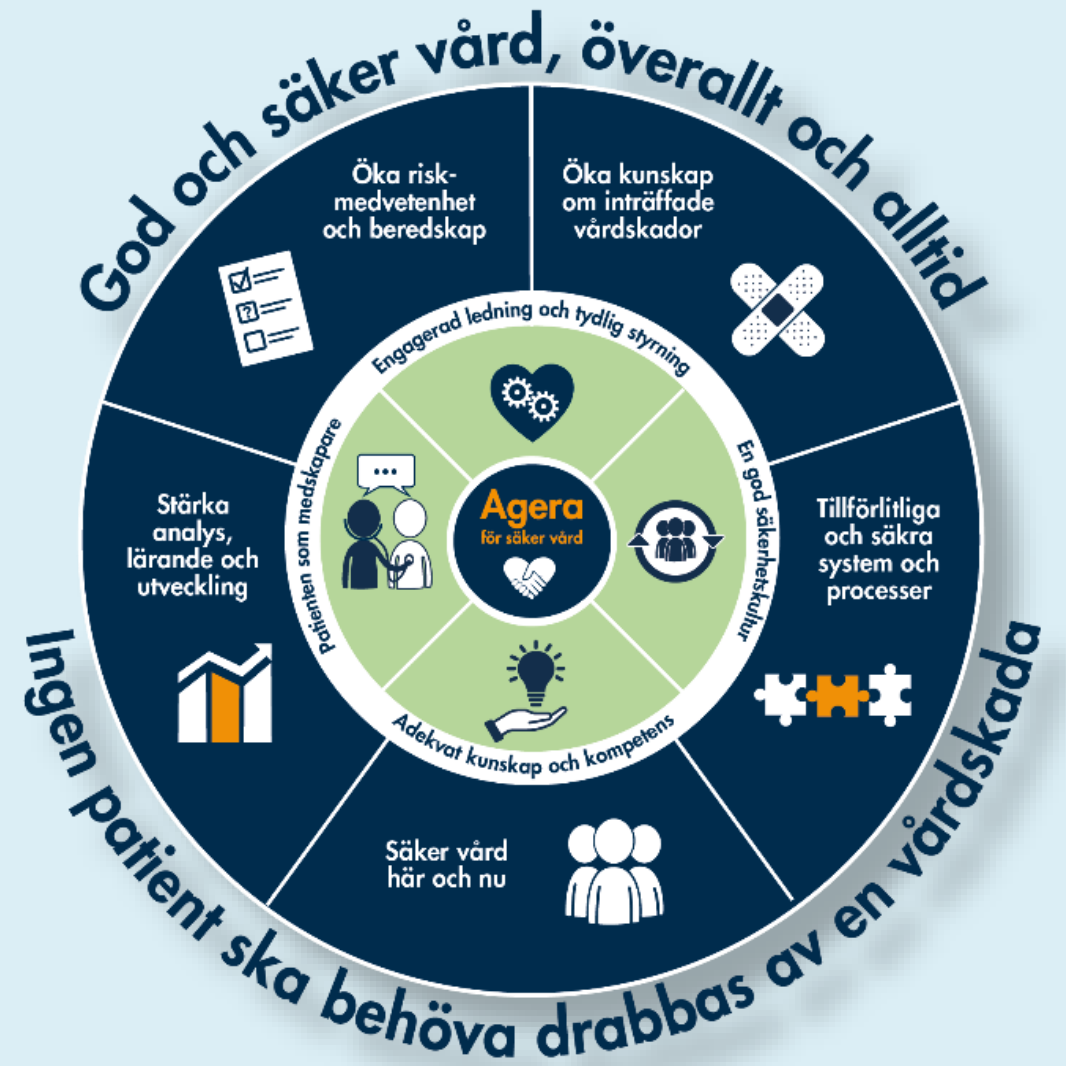 God och säker vård, överallt och alltid
Öka risk-
medvetenhet
och beredskap
Öka kunskap
om inträffade
vårdskador
Engagerad ledning och tydlig styrning
Patienten som medskapare
En god säkerhetskultur
Stärka
analys,
lärande och
utveckling
Agera
för säker vård
Tillförlitliga
och säkra
system och
processer
?
Adekvat kunskap och kompetens
Säker vård
här och nu
Ingen patient ska behöva drabbas av en vårdskada